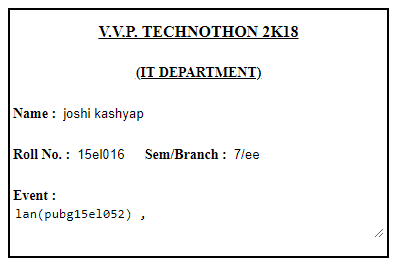 V.V.P. TECHNOTHON 2K18
(IT DEPARTMENT)
Name : joshi kashyap
Roll No. : 15el016 Sem/Branch : 7/ee
Event :
lan(pubg15el052) ,